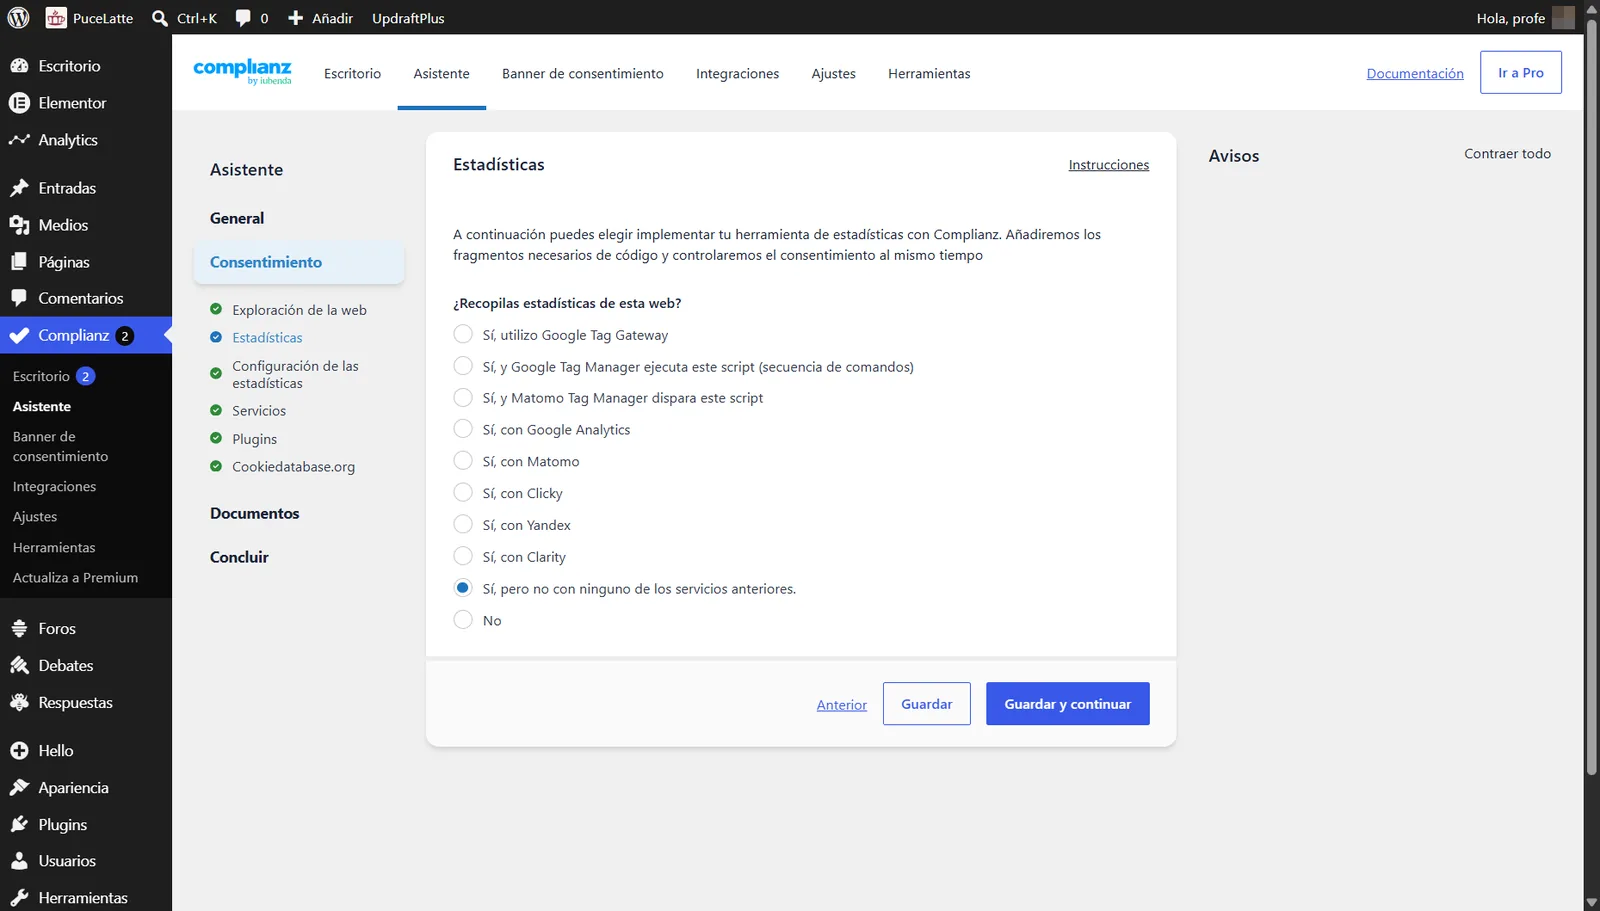 PuceLatte
Ctrl+K
0
Añadir
UpdraftPlus
Hola, profe
Escritorio
Elementor
Analytics
Entradas
Medios
Páginas
Comentarios
Complianz 2
Escritorio 2
Asistente
Banner de
consentimiento
Integraciones
Ajustes
Herramientas
Actualiza a Premium
Foros
Debates
Respuestas
Hello
Apariencia
Plugins
Usuarios
Herramientas
complianz
by iubenda
Escritorio
Asistente
Banner de consentimiento
Integraciones
Ajustes
Herramientas
Documentación
Ir a Pro
Asistente
General
Consentimiento
Exploración de la web
Estadísticas
Configuración de las
estadísticas
Servicios
Plugins
Cookiedatabase.org
Documentos
Concluir
Estadísticas
Instrucciones
A continuación puedes elegir implementar tu herramienta de estadísticas con Complianz. Añadiremos los
fragmentos necesarios de código y controlaremos el consentimiento al mismo tiempo
¿Recopilas estadísticas de esta web?
Sí, utilizo Google Tag Gateway
Sí, y Google Tag Manager ejecuta este script (secuencia de comandos)
Sí, y Matomo Tag Manager dispara este script
Sí, con Google Analytics
Sí, con Matomo
Sí, con Clicky
Sí, con Yandex
Sí, con Clarity
Sí, pero no con ninguno de los servicios anteriores.
No
Anterior
Guardar
Guardar y continuar
Avisos
Contraer todo